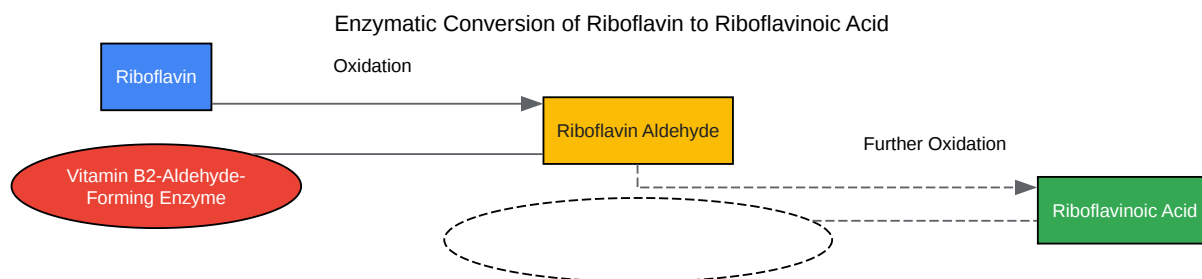 Enzymatic Conversion of Riboflavin to Riboflavinoic Acid
Oxidation
Riboflavin
Riboflavin Aldehyde
Further Oxidation
Vitamin B2-Aldehyde-
Forming Enzyme
Riboflavinoic Acid